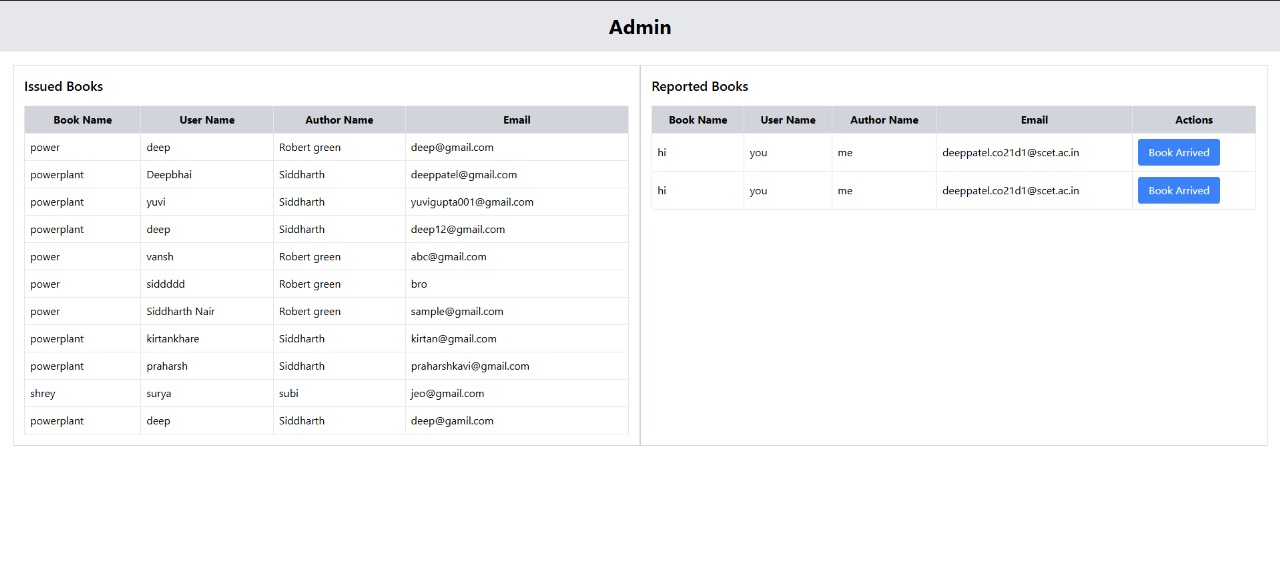 Admin
Issued Books
Book Name User Name Author Name Email
power deep Robert green deep@gmail.com
powerplant Deepbhai Siddharth deeppatel@gmail.com
powerplant yuvi Siddharth yuvigupta001@gmail.com
powerplant deep Siddharth deep12@gmail.com
power vansh Robert green abc@gmail.com
power siddddd Robert green bro
power Siddharth Nair Robert green sample@gmail.com
powerplant kirtankhare Siddharth kirtan@gmail.com
powerplant praharsh Siddharth praharshkavi@gmail.com
shrey surya subi jeo@gmail.com
powerplant deep Siddharth deep@gamil.com
Reported Books
Book Name User Name Author Name Email Actions
hi you me deeppatel.co21d1@scet.ac.in Book Arrived
hi you me deeppatel.co21d1@scet.ac.in Book Arrived